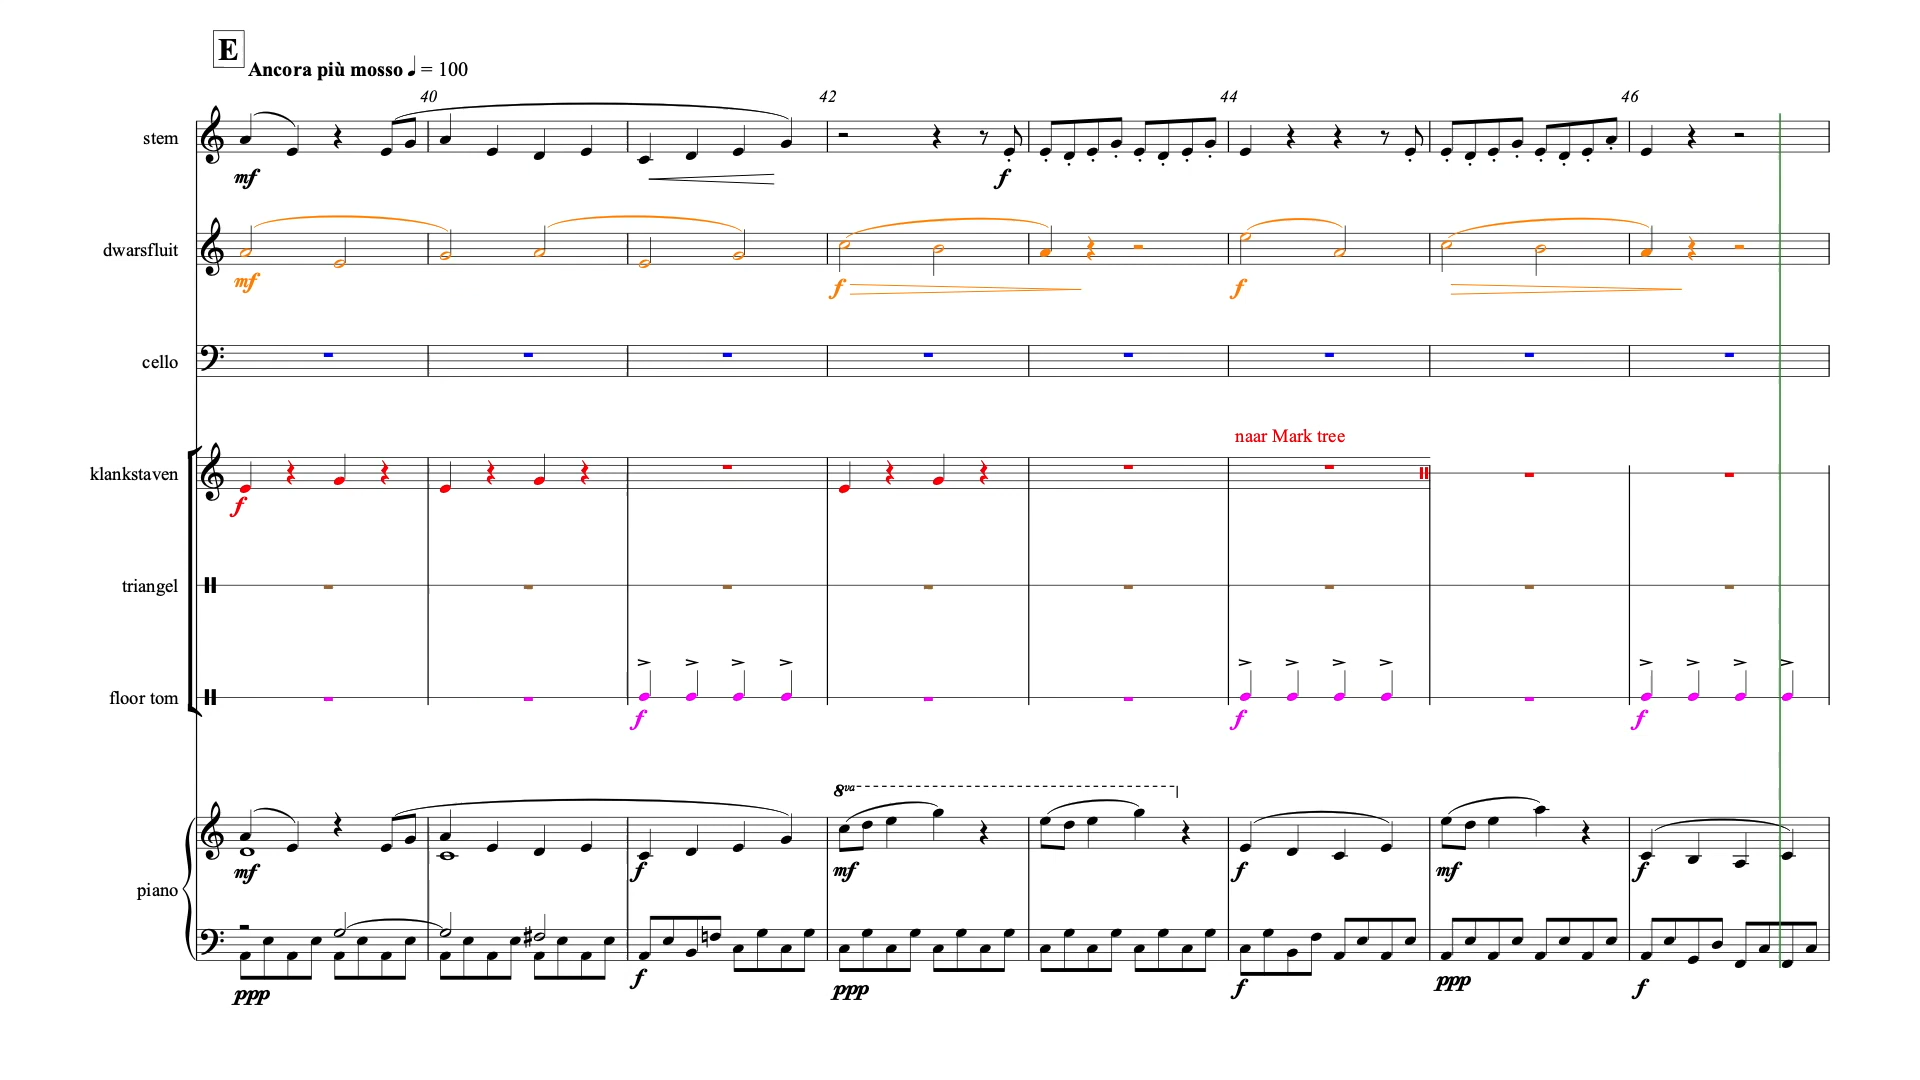 E
Ancora più mosso ♩ = 100
40 42 44 46
stem
mf f
dwarsfluit
mf f f
cello
naar Mark tree
klankstaven
f
triangel
floor tom
f f f
8va
mf f mf f mf f
piano
ppp f ppp f ppp f